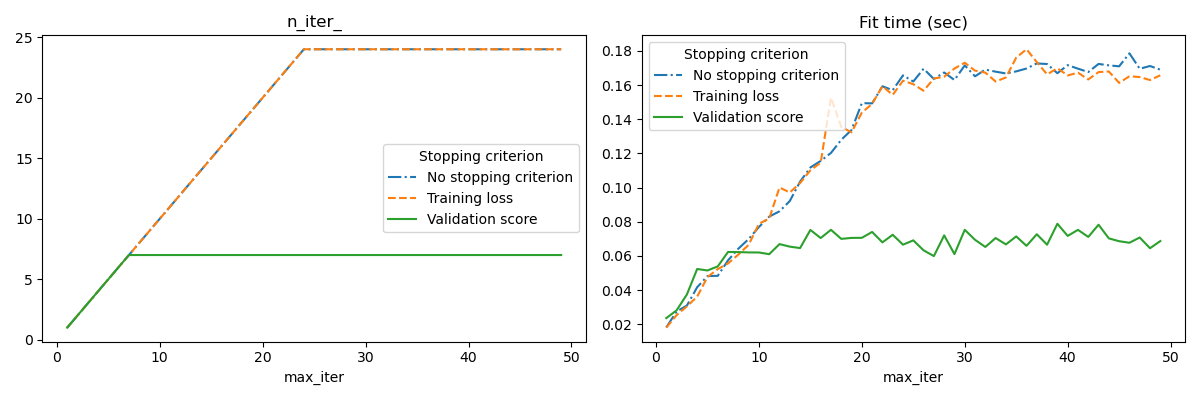 n_iter_
25
20
15
10
5
0
Stopping criterion
No stopping criterion
Training loss
Validation score
0 10 20 30 40 50
max_iter
Fit time (sec)
0.18
0.16
0.14
0.12
0.10
0.08
0.06
0.04
0.02
Stopping criterion
No stopping criterion
Training loss
Validation score
0 10 20 30 40 50
max_iter